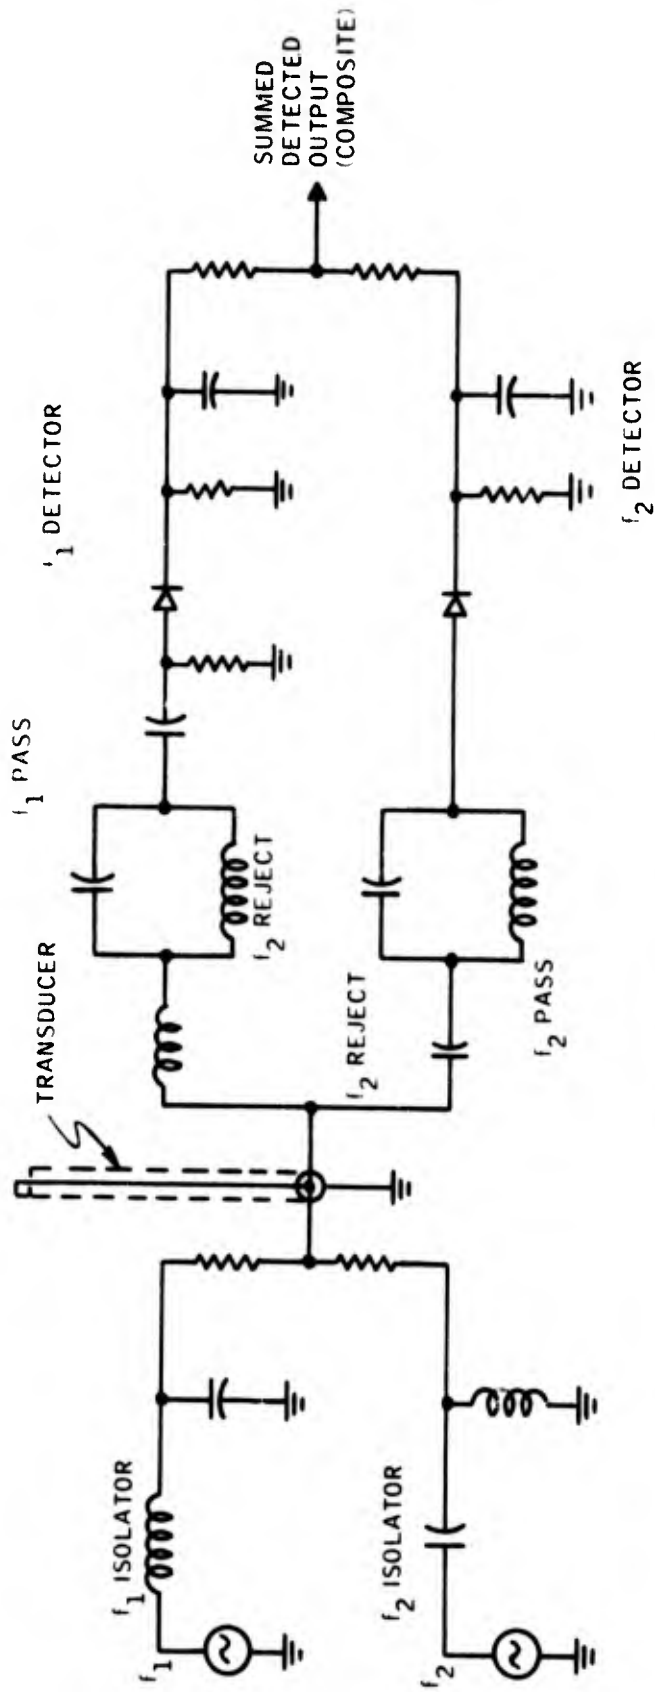 f1 PASS
f1 DETECTOR
SUMMED
DETECTED
OUTPUT
(COMPOSITE)
TRANSDUCER
f2 REJECT
f1 ISOLATOR
f1
f2 REJECT
f2 PASS
f2 DETECTOR
f2 ISOLATOR
f2